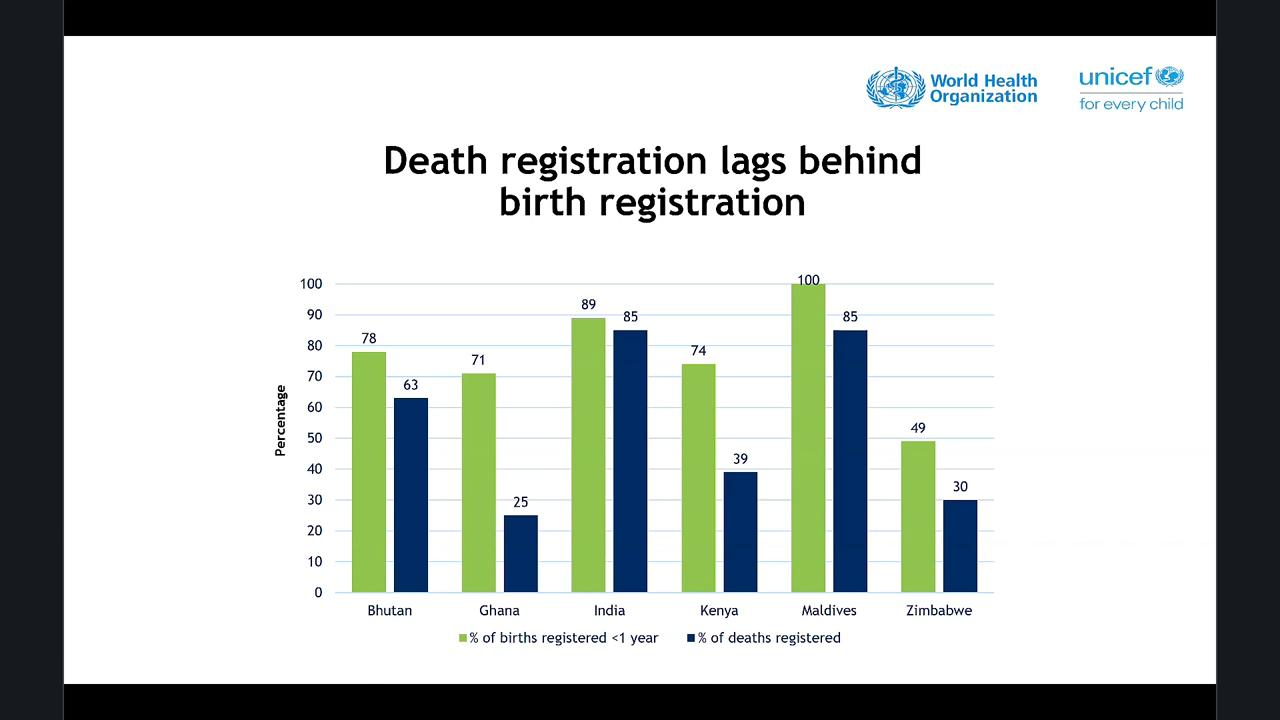 World Health
Organization
unicef
for every child
Death registration lags behind
birth registration
Percentage
100
90
80
70
60
50
40
30
20
10
0
78
63
71
25
89
85
74
39
100
85
49
30
Bhutan
Ghana
India
Kenya
Maldives
Zimbabwe
% of births registered <1 year
% of deaths registered